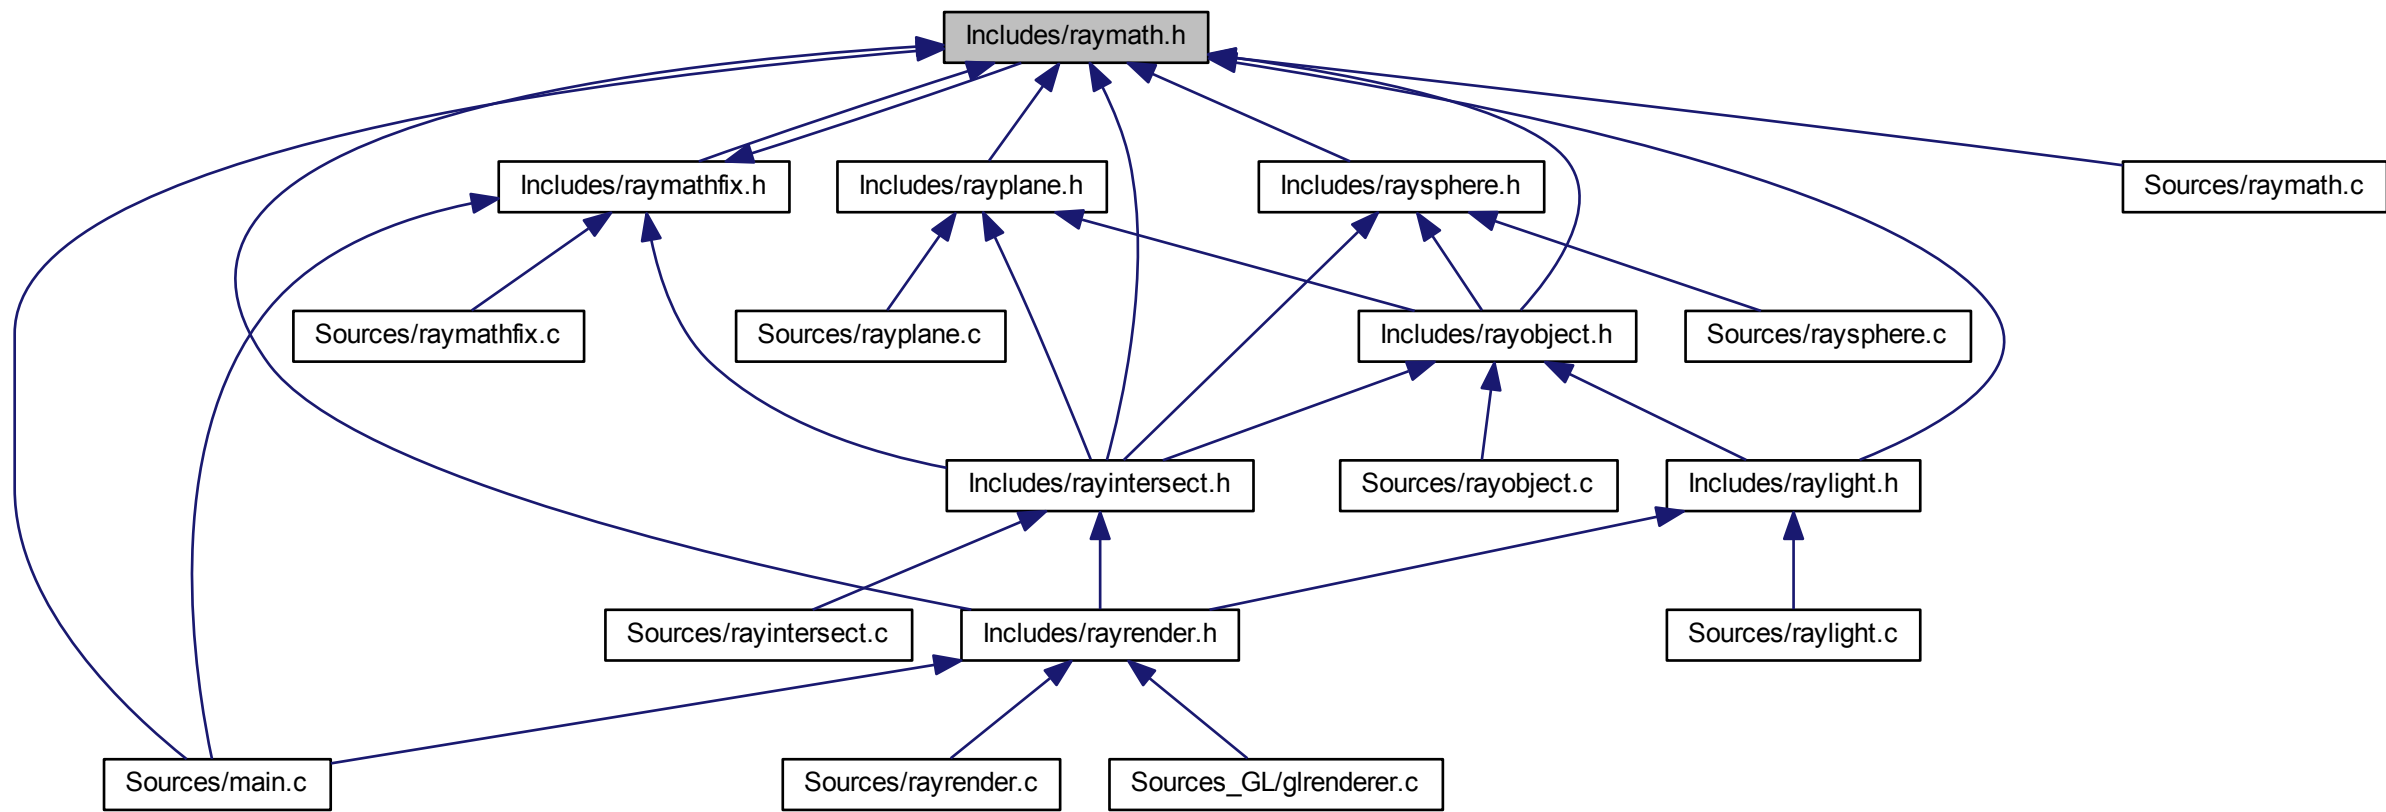 Includes/raymath.h
Includes/raymathfix.h
Includes/rayplane.h
Includes/raysphere.h
Sources/raymath.c
Sources/raymathfix.c
Sources/rayplane.c
Includes/rayobject.h
Sources/raysphere.c
Includes/rayintersect.h
Sources/rayobject.c
Includes/raylight.h
Sources/rayintersect.c
Includes/rayrender.h
Sources/raylight.c
Sources/main.c
Sources/rayrender.c
Sources_GL/glrenderer.c